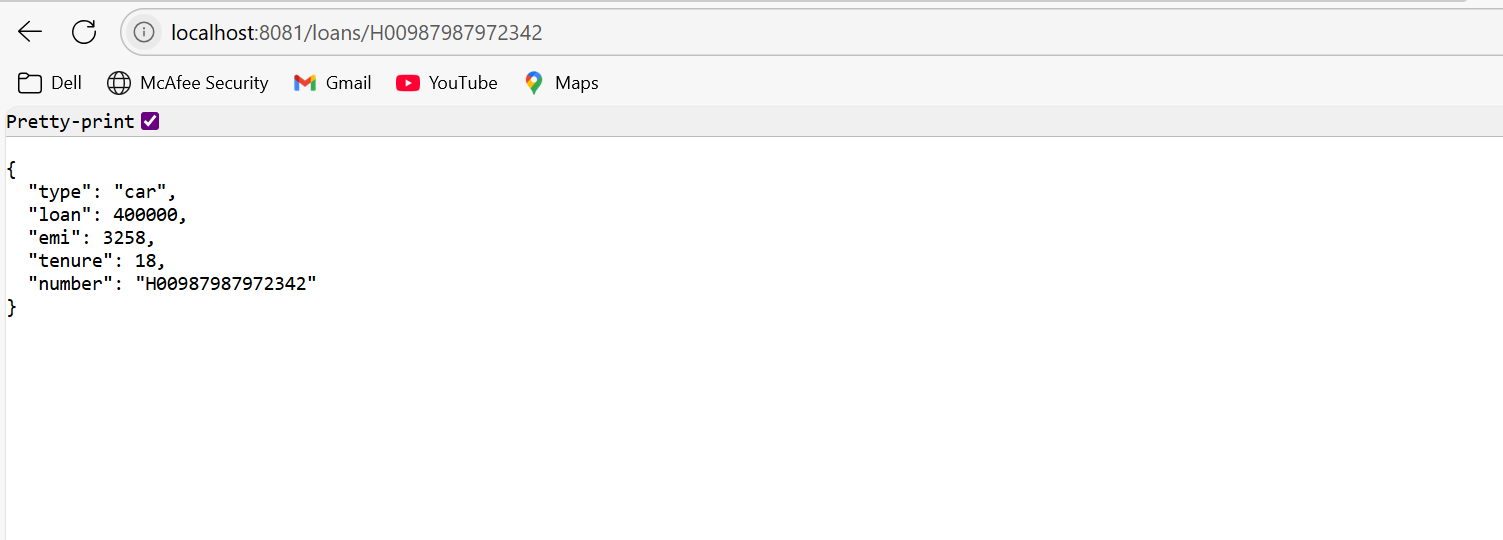 localhost:8081/loans/H00987987972342
Dell McAfee Security Gmail YouTube Maps
Pretty-print
{
  "type": "car",
  "loan": 400000,
  "emi": 3258,
  "tenure": 18,
  "number": "H00987987972342"
}